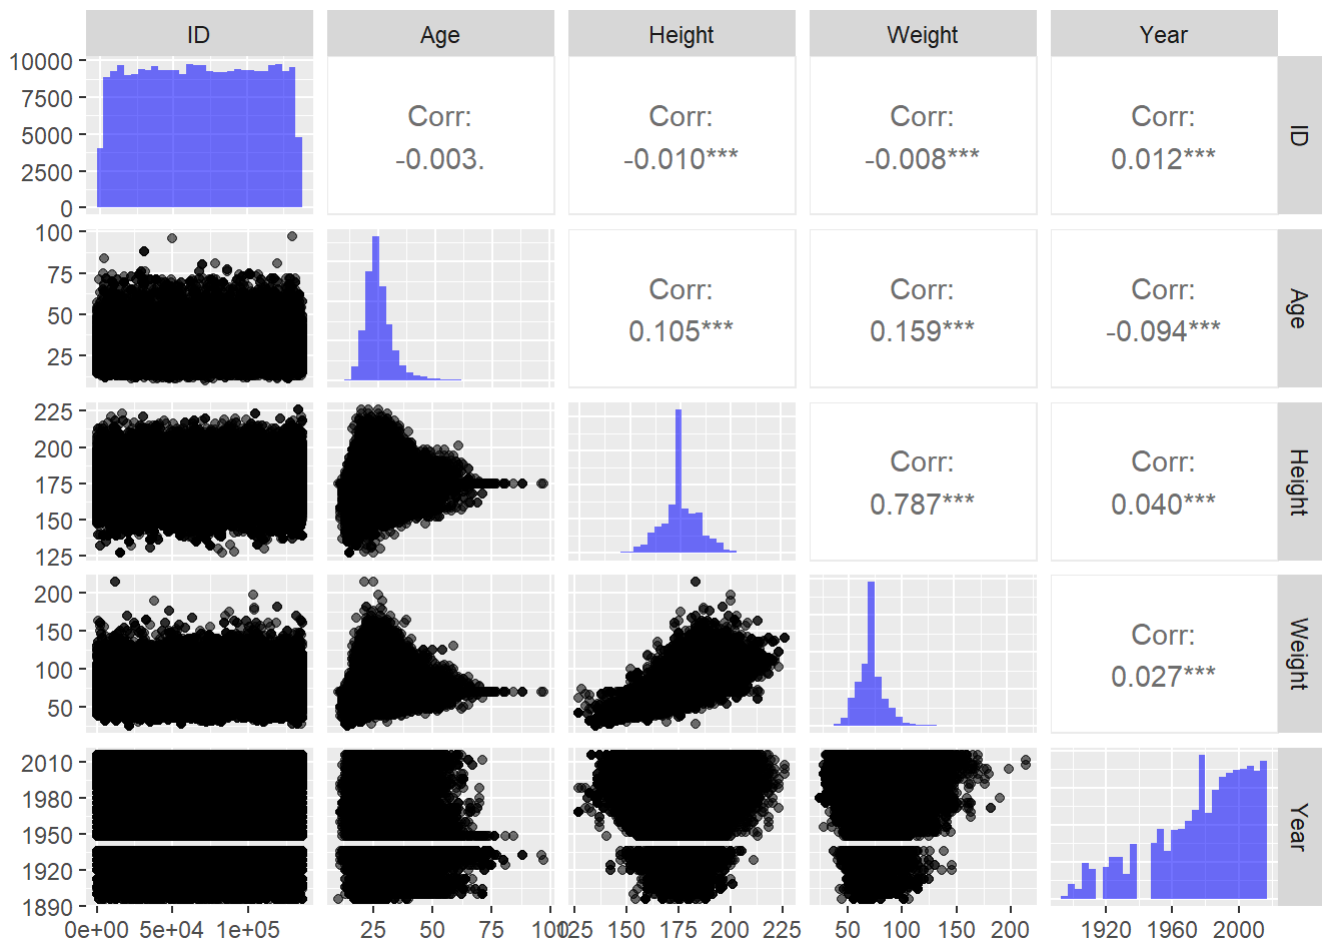 ID Age Height Weight Year
10000
7500
5000
2500
0
Corr:
-0.003.
Corr:
-0.010***
Corr:
-0.008***
Corr:
0.012***
ID
100
75
50
25
Corr:
0.105***
Corr:
0.159***
Corr:
-0.094***
Age
225
200
175
150
125
Corr:
0.787***
Corr:
0.040***
Height
200
150
100
50
Corr:
0.027***
Weight
2010
1980
1950
1920
1890
Year
0e+00 5e+04 1e+05
25 50 75 100
125 150 175 200 225
50 100 150 200
1920 1960 2000